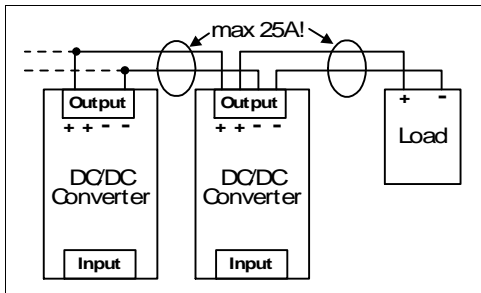 max 25A!
Output
+ + - -
DC/DC
Converter
Input
Output
+ + - -
DC/DC
Converter
Input
+ -
Load